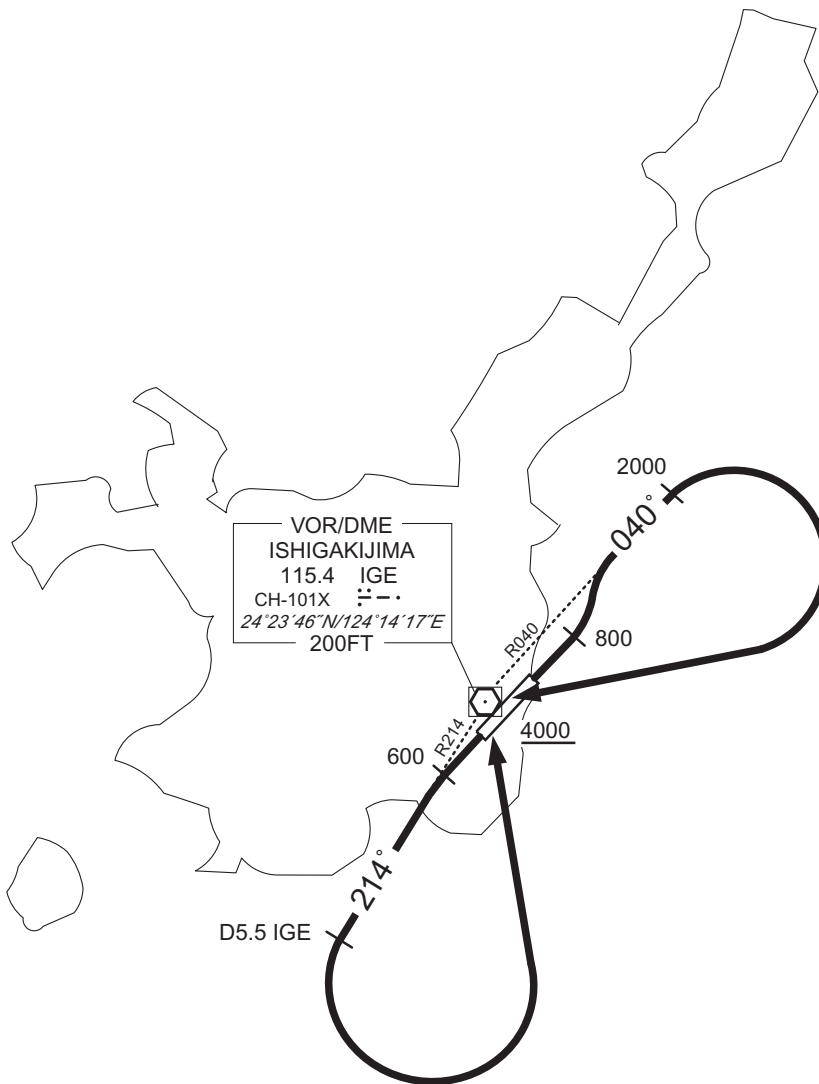 2000
040°
VOR/DME
ISHIGAKIJIMA
115.4 IGE
CH-101X
24°23´46˝N/124°14´17˝E
200FT
R040
800
R214
4000
600
214°
D5.5 IGE